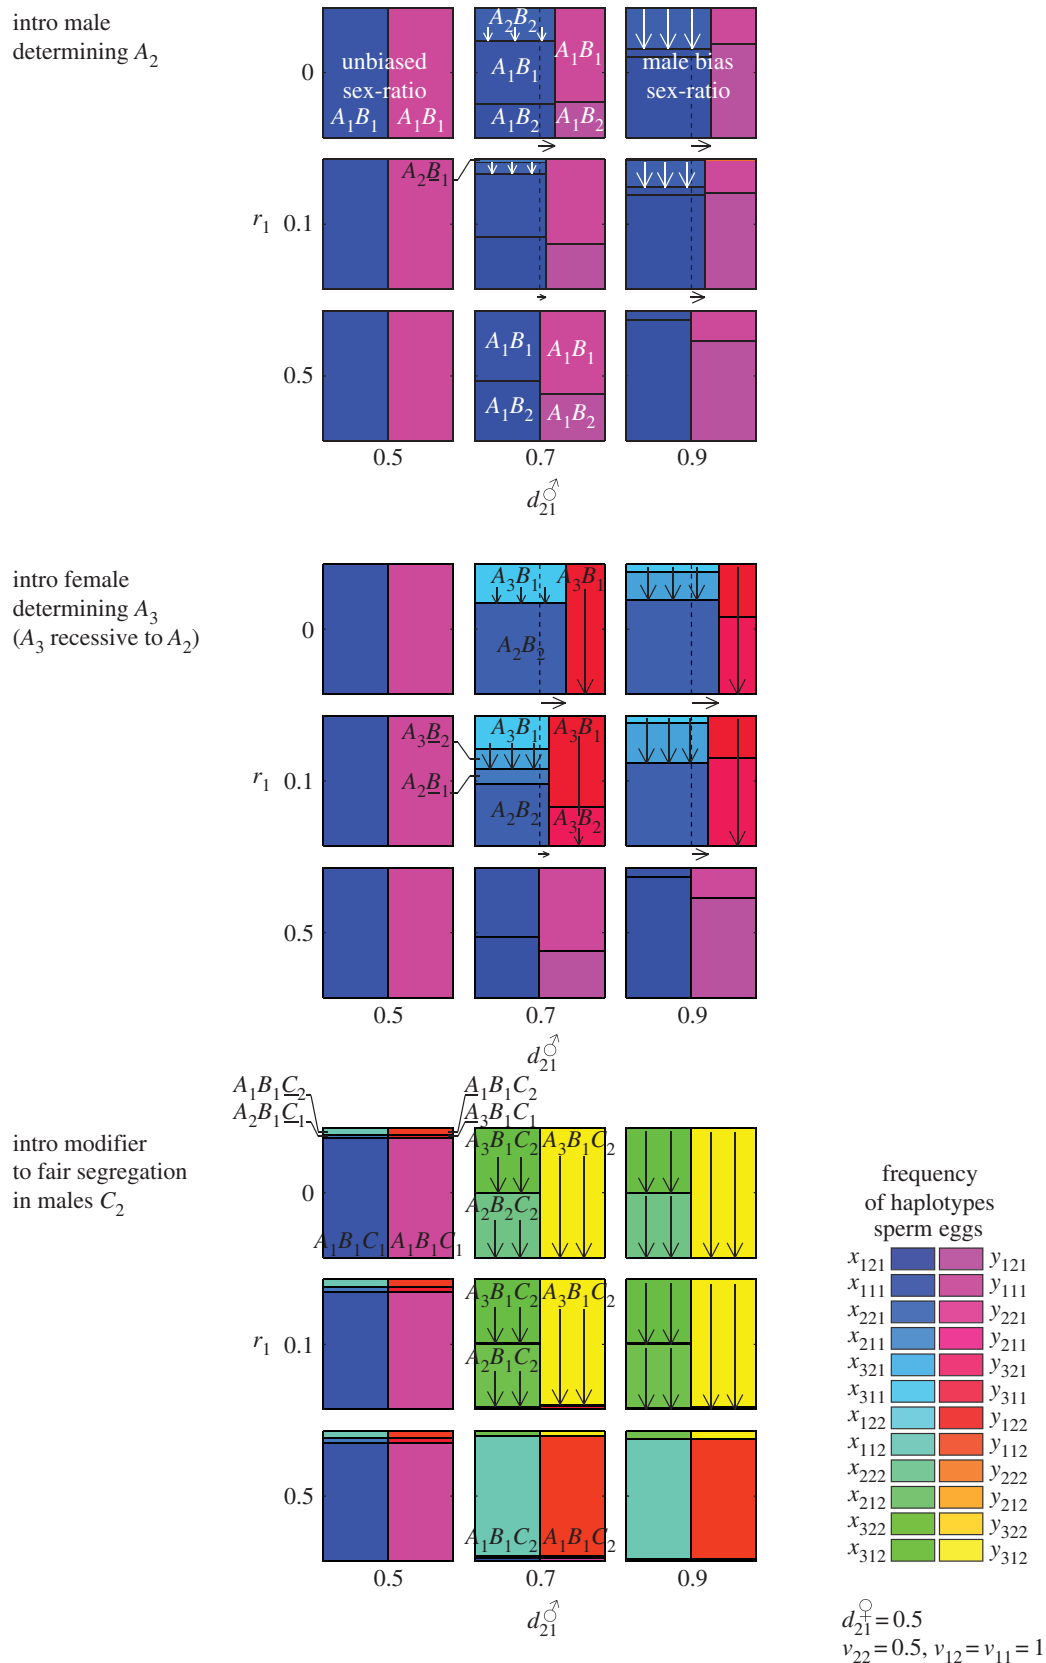 intro male
determining A₂
0
unbiased
sex-ratio
A₁B₁ A₁B₁
A₂B₂
A₁B₁
A₁B₁
A₁B₂
A₁B₂
male bias
sex-ratio
A₂B₁
r₁ 0.1
0.5
A₁B₁
A₁B₁
A₁B₂
A₁B₂
0.5 0.7 0.9
d₂₁♂
intro female
determining A₃
(A₃ recessive to A₂)
0
A₃B₁ A₃B₁
A₂B₂
r₁ 0.1
A₃B₂
A₂B₁
A₃B₁ A₃B₁
A₂B₂ A₃B₂
0.5
0.5 0.7 0.9
d₂₁♂
A₁B₁C₂ A₁B₁C₂
A₂B₁C₁ A₃B₁C₁
intro modifier
to fair segregation
in males C₂
0
A₁B₁C₁ A₁B₁C₁
A₃B₁C₂ A₃B₁C₂
A₂B₂C₂
r₁ 0.1
A₃B₁C₂ A₃B₁C₂
A₂B₁C₂
0.5
A₁B₁C₂ A₁B₁C₂
0.5 0.7 0.9
d₂₁♂
frequency
of haplotypes
sperm eggs
x₁₂₁ y₁₂₁
x₁₁₁ y₁₁₁
x₂₂₁ y₂₂₁
x₂₁₁ y₂₁₁
x₃₂₁ y₃₂₁
x₃₁₁ y₃₁₁
x₁₂₂ y₁₂₂
x₁₁₂ y₁₁₂
x₂₂₂ y₂₂₂
x₂₁₂ y₂₁₂
x₃₂₂ y₃₂₂
x₃₁₂ y₃₁₂
d₂₁♀ = 0.5
v₂₂ = 0.5, v₁₂ = v₁₁ = 1